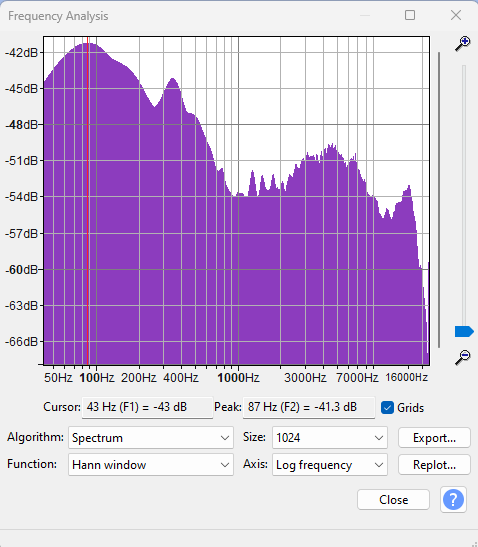 Frequency Analysis
-42dB
-45dB
-48dB
-51dB
-54dB
-57dB
-60dB
-63dB
-66dB
50Hz 100Hz 200Hz 400Hz 1000Hz 3000Hz 7000Hz 16000Hz
Cursor: 43 Hz (F1) = -43 dB Peak: 87 Hz (F2) = -41.3 dB Grids
Algorithm: Spectrum Size: 1024 Export...
Function: Hann window Axis: Log frequency Replot...
Close ?